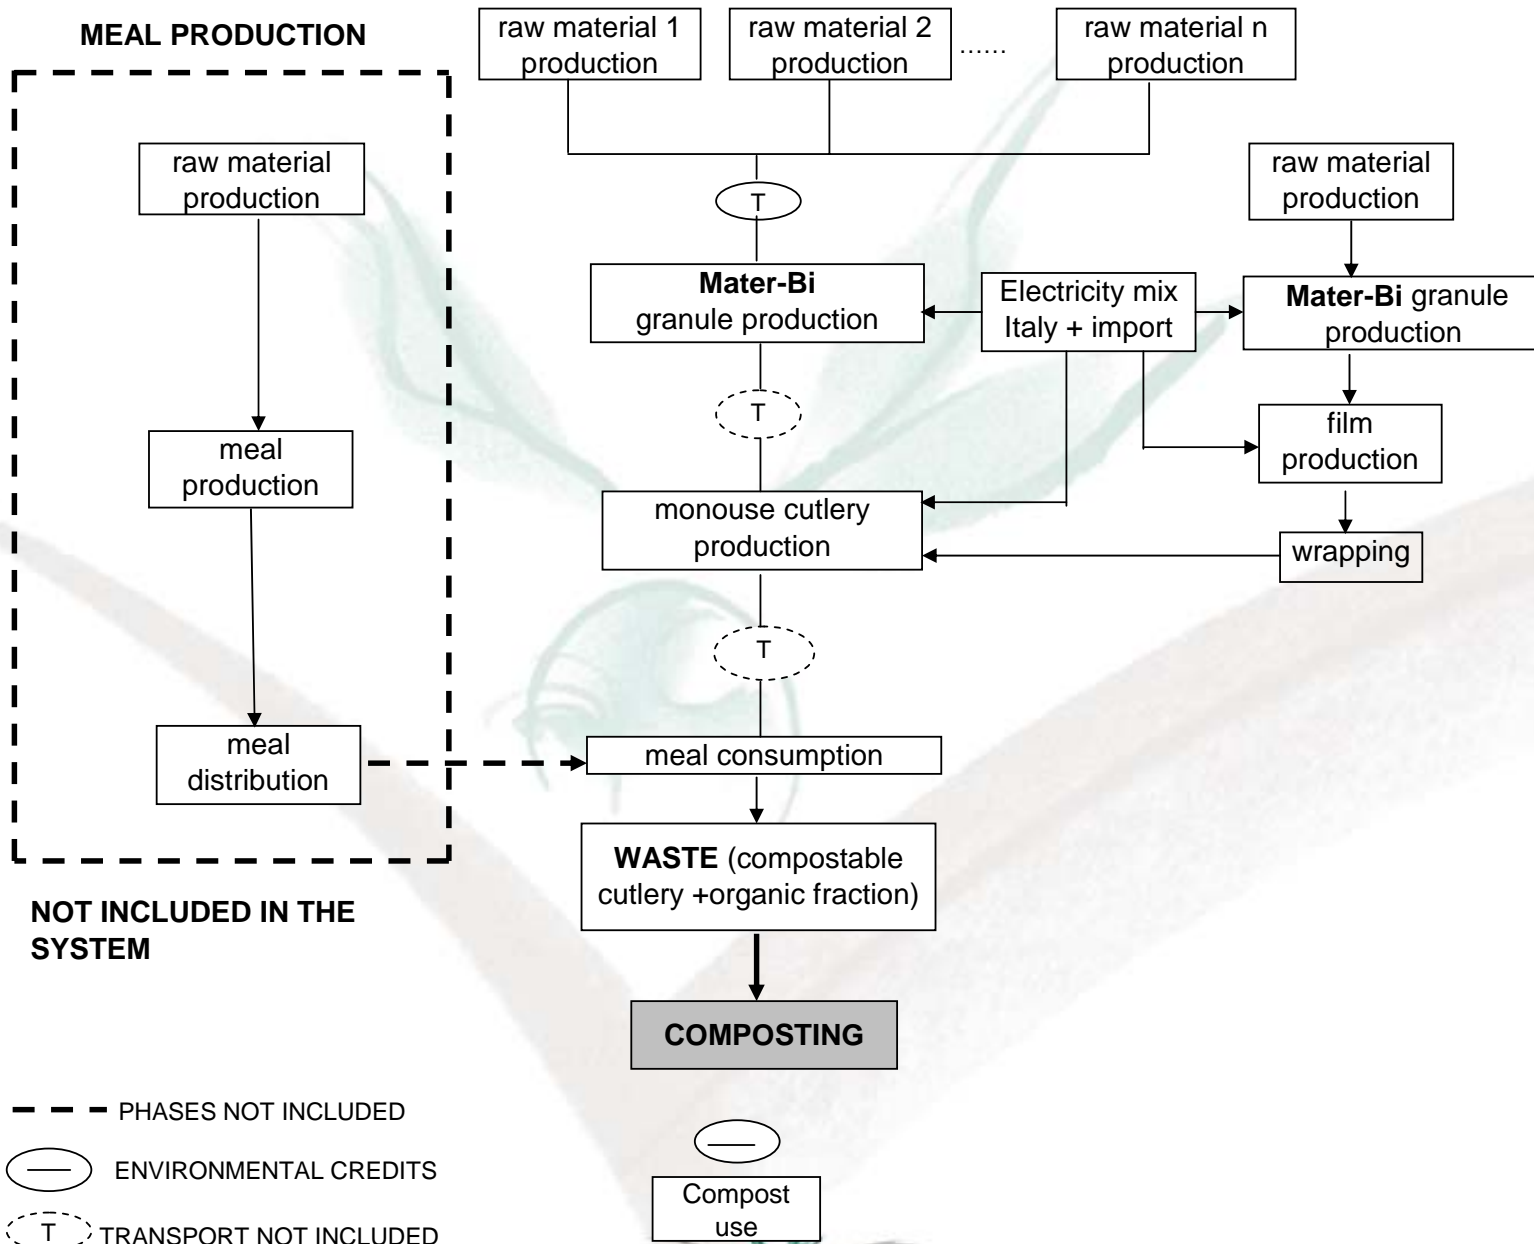 MEAL PRODUCTION
raw material 1
production
raw material 2
production
......
raw material n
production
raw material
production
T
raw material
production
Mater-Bi
granule production
Electricity mix
Italy + import
Mater-Bi granule
production
T
film
production
meal
production
monouse cutlery
production
wrapping
T
meal
distribution
meal consumption
WASTE (compostable
cutlery +organic fraction)
NOT INCLUDED IN THE
SYSTEM
COMPOSTING
PHASES NOT INCLUDED
ENVIRONMENTAL CREDITS
Compost
use
T TRANSPORT NOT INCLUDED